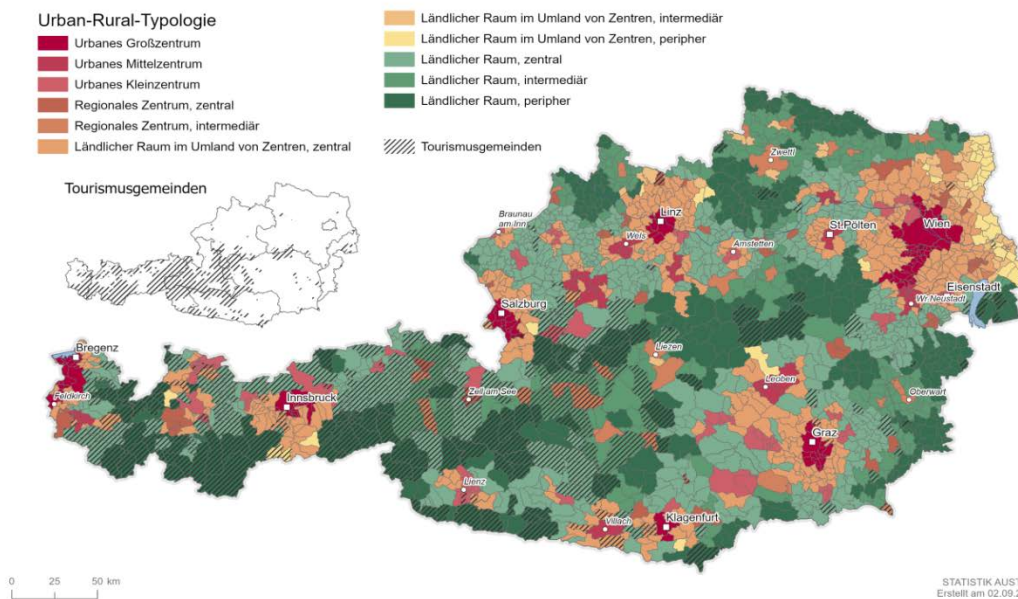 Urban-Rural-Typologie
Urbanes Großzentrum
Urbanes Mittelzentrum
Urbanes Kleinzentrum
Regionales Zentrum, zentral
Regionales Zentrum, intermediär
Ländlicher Raum im Umland von Zentren, zentral
Ländlicher Raum im Umland von Zentren, intermediär
Ländlicher Raum im Umland von Zentren, peripher
Ländlicher Raum, zentral
Ländlicher Raum, intermediär
Ländlicher Raum, peripher
Tourismusgemeinden
Tourismusgemeinden
Zwettl
Braunau
am Inn
Linz
Wels
Amstetten
St.Pölten
Wien
Eisenstadt
Wr.Neustadt
Salzburg
Bregenz
Feldkirch
Innsbruck
Zell am See
Liezen
Leoben
Oberwart
Graz
Lienz
Villach
Klagenfurt
0 25 50 km
STATISTIK AUST
Erstellt am 02.09.2